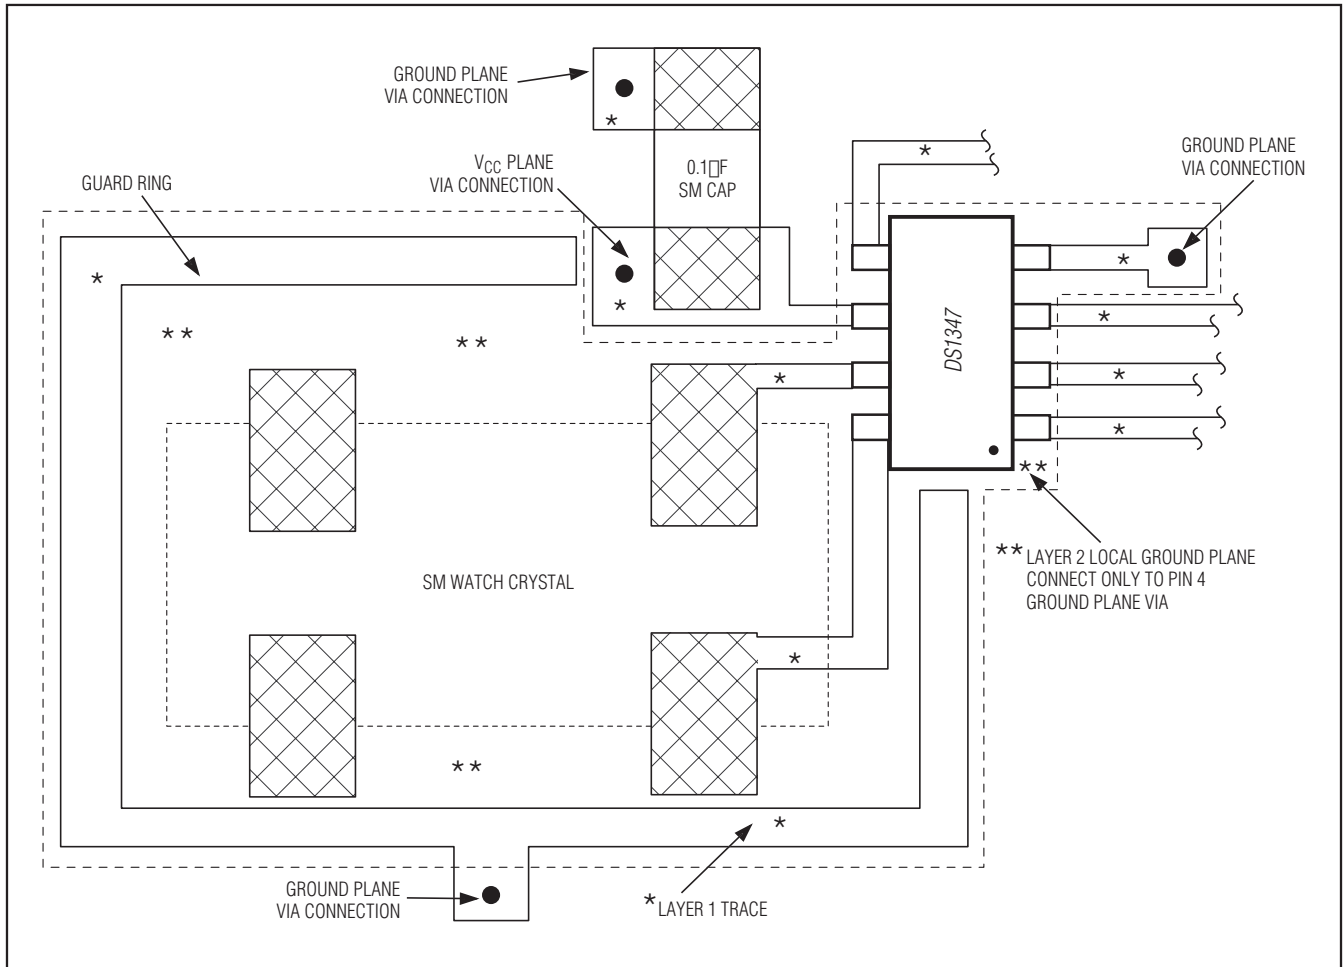 GROUND PLANE
VIA CONNECTION
*
0.1▯F
SM CAP
VCC PLANE
VIA CONNECTION
*
GUARD RING
*
GROUND PLANE
VIA CONNECTION
*
*
*
*
*
DS1347
**
**
*
**
** LAYER 2 LOCAL GROUND PLANE
CONNECT ONLY TO PIN 4
GROUND PLANE VIA
SM WATCH CRYSTAL
*
**
*
GROUND PLANE
VIA CONNECTION
* LAYER 1 TRACE